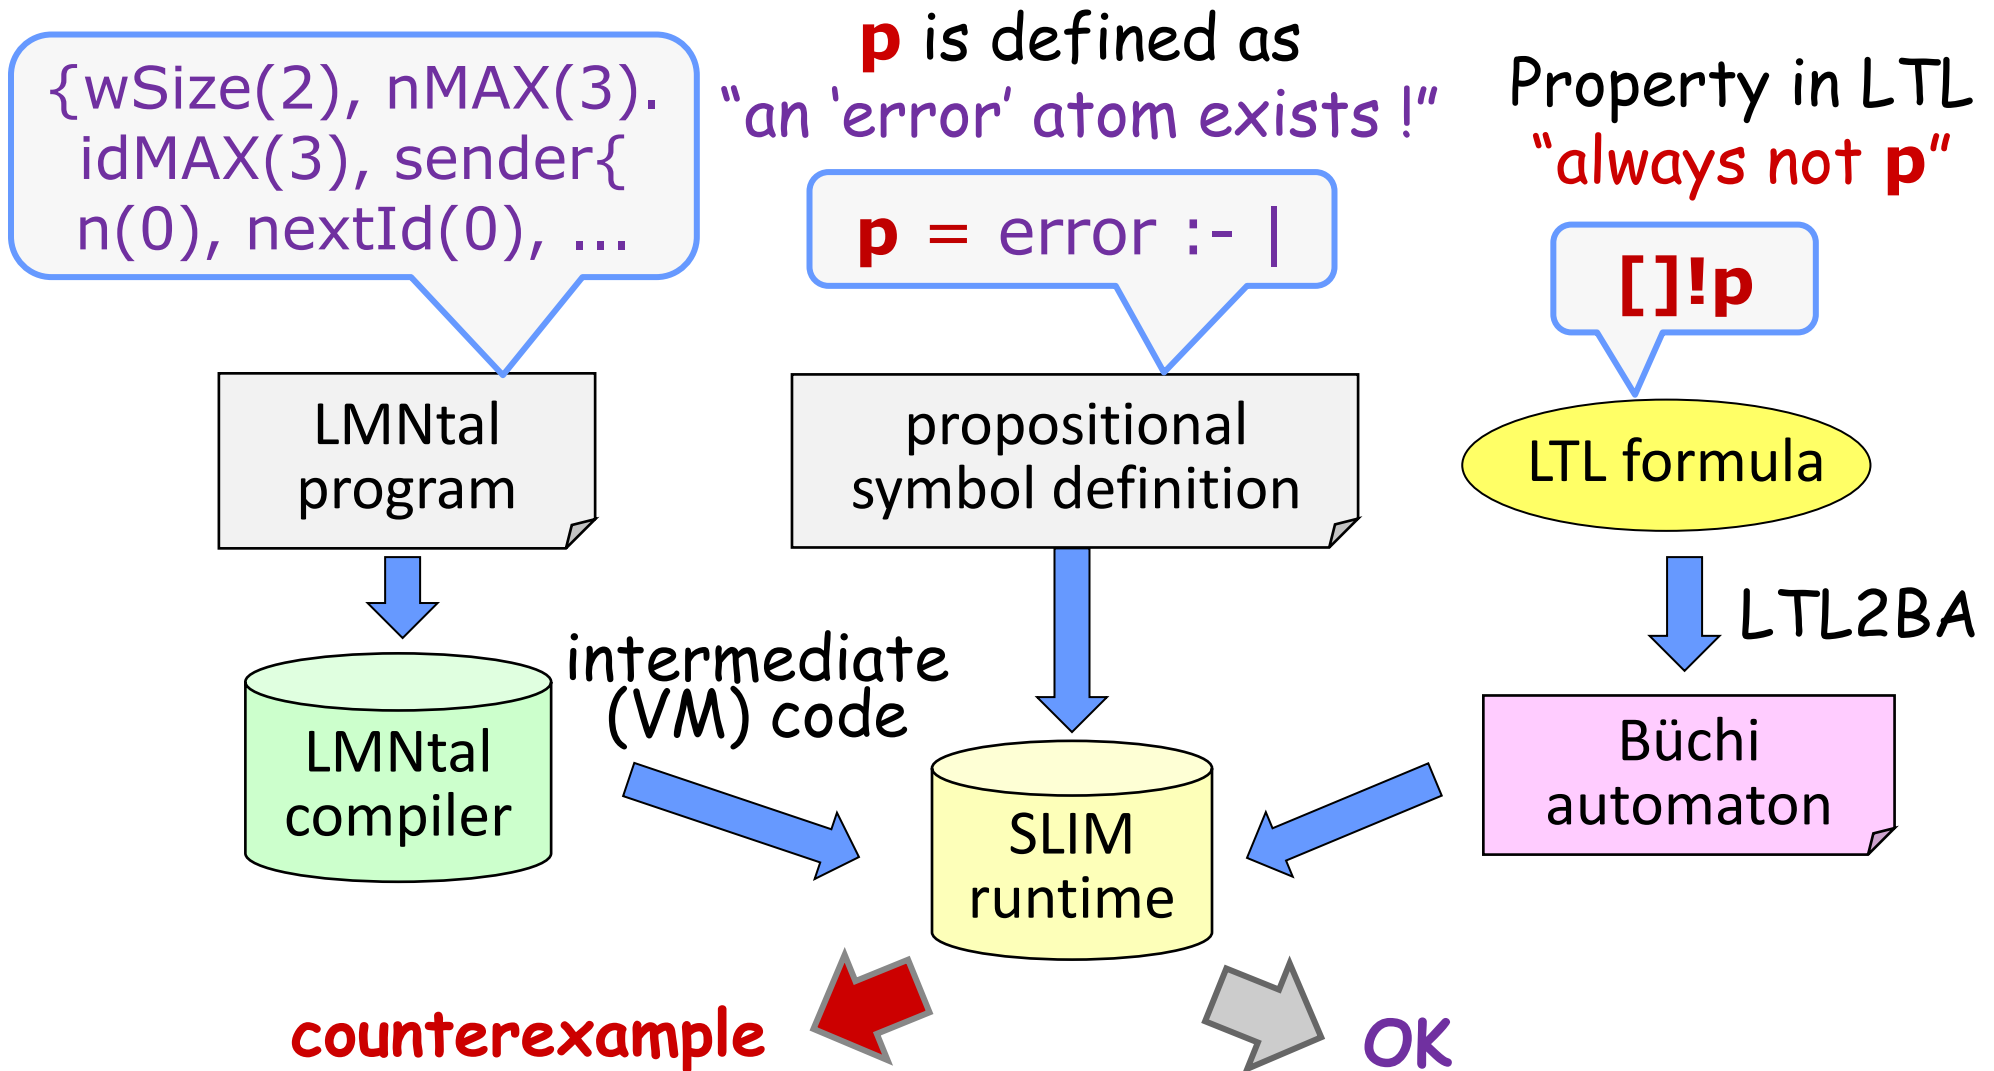 {wSize(2), nMAX(3).
idMAX(3), sender{
n(0), nextId(0), ...
p is defined as
“an ‘error’ atom exists !”
p = error :- |
Property in LTL
“always not p”
[]!p
LMNtal
program
propositional
symbol definition
LTL formula
LTL2BA
intermediate
(VM) code
LMNtal
compiler
SLIM
runtime
Büchi
automaton
counterexample
OK